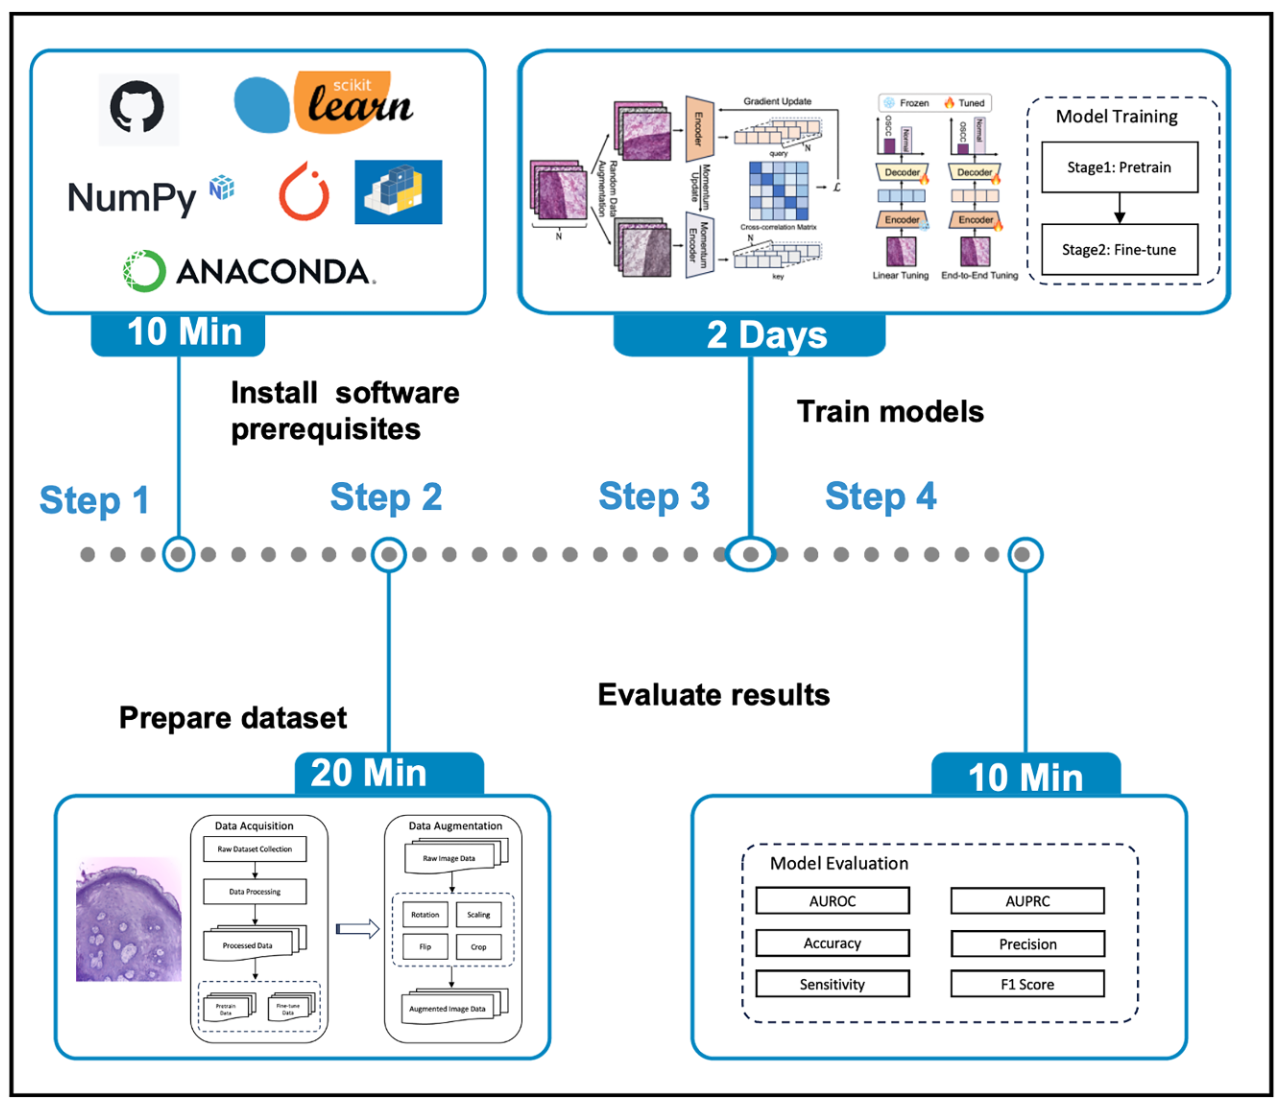 scikit
learn
NumPy
ANACONDA.
10 Min
Install software
prerequisites
Gradient Update
Encoder
query
N
Random Data
Augmentation
Momentum
Update
N
Cross-correlation Matrix
ℒ
Momentum
Encoder
N
key
Frozen
Tuned
OSCC
Normal
OSCC
Normal
Decoder
Decoder
Encoder
Encoder
Linear Tuning
End-to-End Tuning
Model Training
Stage1: Pretrain
Stage2: Fine-tune
2 Days
Train models
Step 1
Step 2
Step 3
Step 4
Prepare dataset
20 Min
Data Acquisition
Raw Dataset Collection
Data Processing
Processed Data
Pretrain
Data
Fine-tune
Data
Data Augmentation
Raw Image Data
Rotation
Scaling
Flip
Crop
Augmented Image Data
Evaluate results
10 Min
Model Evaluation
AUROC
AUPRC
Accuracy
Precision
Sensitivity
F1 Score